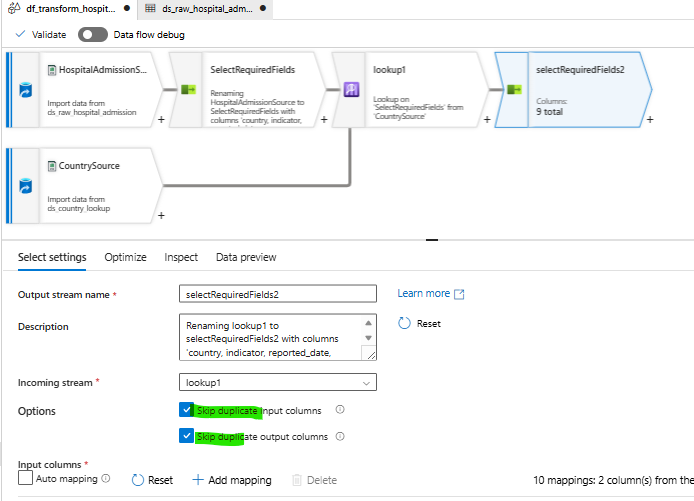 df_transform_hospit...
ds_raw_hospital_adm...
Validate
Data flow debug
HospitalAdmissionS...
Import data from
ds_raw_hospital_admission
+
SelectRequiredFields
Renaming
HospitalAdmissionSource to
SelectRequiredFields with
columns 'country, indicator,
+
lookup1
Lookup on
'SelectRequiredFields' from
'CountrySource'
+
selectRequiredFields2
Columns:
9 total
+
CountrySource
Import data from
ds_country_lookup
+
Select settings Optimize Inspect Data preview
Output stream name * selectRequiredFields2 Learn more
Description Renaming lookup1 to
selectRequiredFields2 with columns
'country, indicator, reported_date,
Reset
Incoming stream * lookup1
Options Skip duplicate input columns
Skip duplicate output columns
Input columns *
Auto mapping Reset + Add mapping Delete 10 mappings: 2 column(s) from the